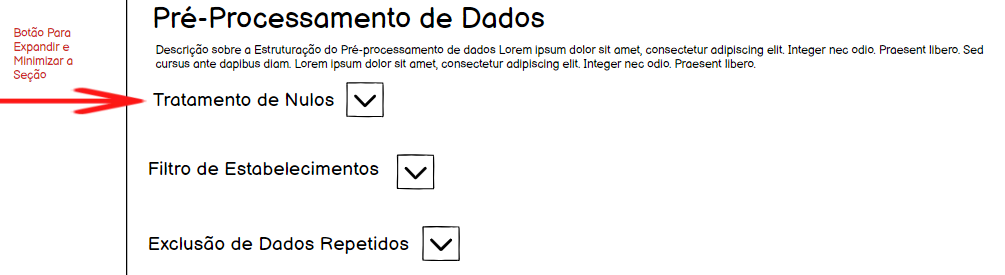 Pré-Processamento de Dados
Botão Para
Expandir e
Minimizar a
Seção
Descrição sobre a Estruturação do Pré-processamento de dados Lorem ipsum dolor sit amet, consectetur adipiscing elit. Integer nec odio. Praesent libero. Sed
cursus ante dapibus diam. Lorem ipsum dolor sit amet, consectetur adipiscing elit. Integer nec odio. Praesent libero.
Tratamento de Nulos
Filtro de Estabelecimentos
Exclusão de Dados Repetidos